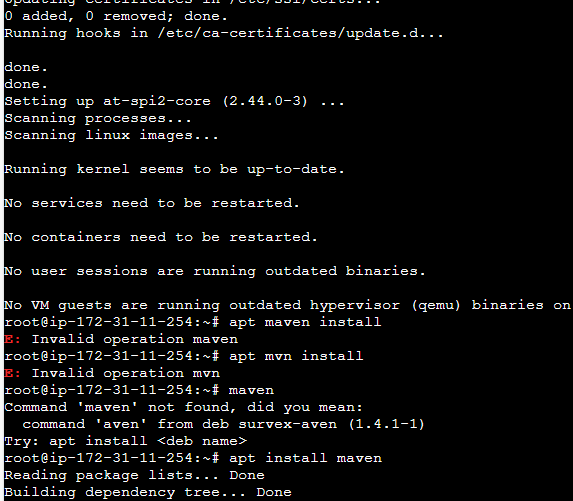 Updating certificates in /etc/ssl/certs...
0 added, 0 removed; done.
Running hooks in /etc/ca-certificates/update.d...
done.
done.
Setting up at-spi2-core (2.44.0-3) ...
Scanning processes...
Scanning linux images...
Running kernel seems to be up-to-date.
No services need to be restarted.
No containers need to be restarted.
No user sessions are running outdated binaries.
No VM guests are running outdated hypervisor (qemu) binaries on
root@ip-172-31-11-254:~# apt maven install
E: Invalid operation maven
root@ip-172-31-11-254:~# apt mvn install
E: Invalid operation mvn
root@ip-172-31-11-254:~# maven
Command 'maven' not found, did you mean:
  command 'aven' from deb survex-aven (1.4.1-1)
Try: apt install <deb name>
root@ip-172-31-11-254:~# apt install maven
Reading package lists... Done
Building dependency tree... Done